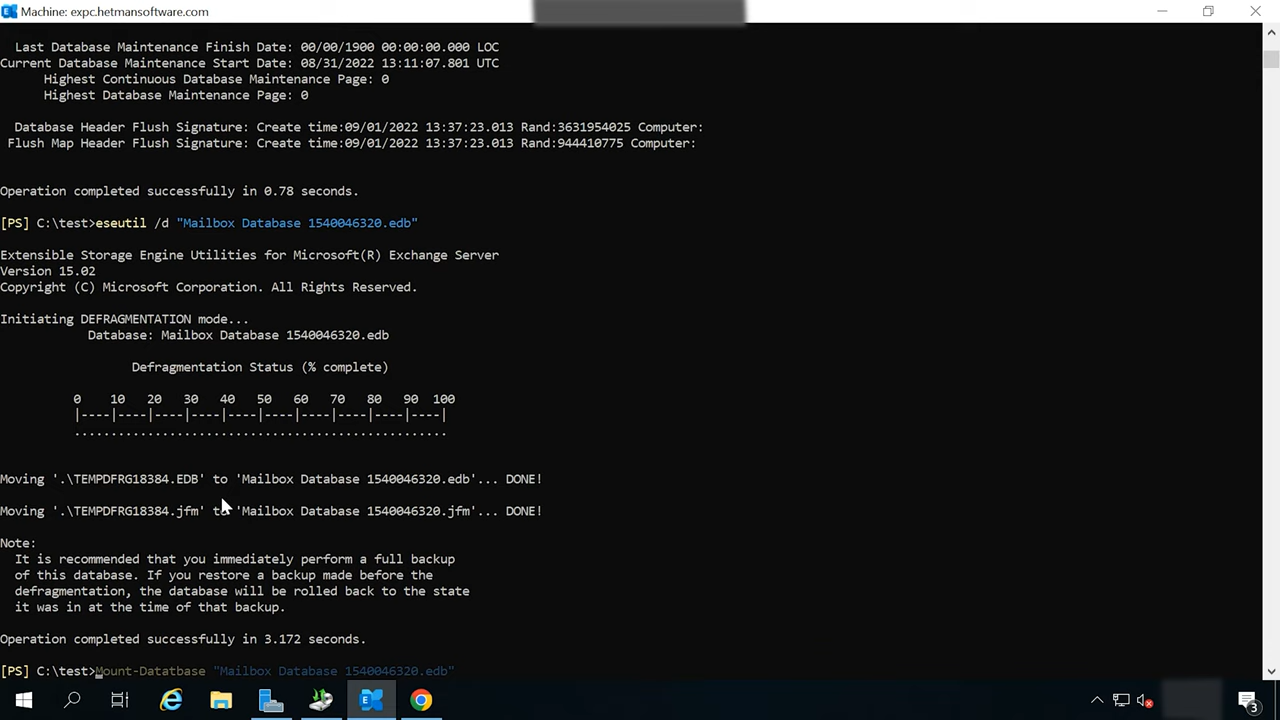 Machine: expc.hetmansoftware.com
Last Database Maintenance Finish Date: 00/00/1900 00:00:00.000 LOC
Current Database Maintenance Start Date: 08/31/2022 13:11:07.801 UTC
Highest Continuous Database Maintenance Page: 0
Highest Database Maintenance Page: 0
Database Header Flush Signature: Create time:09/01/2022 13:37:23.013 Rand:3631954025 Computer:
Flush Map Header Flush Signature: Create time:09/01/2022 13:37:23.013 Rand:944410775 Computer:
Operation completed successfully in 0.78 seconds.
[PS] C:\test>eseutil /d "Mailbox Database 1540046320.edb"
Extensible Storage Engine Utilities for Microsoft(R) Exchange Server
Version 15.02
Copyright (C) Microsoft Corporation. All Rights Reserved.
Initiating DEFRAGMENTATION mode...
Database: Mailbox Database 1540046320.edb
Defragmentation Status (% complete)
0 10 20 30 40 50 60 70 80 90 100
|----|----|----|----|----|----|----|----|----|----|
...................................................
Moving '.\TEMPDFRG18384.EDB' to 'Mailbox Database 1540046320.edb'... DONE!
Moving '.\TEMPDFRG18384.jfm' to 'Mailbox Database 1540046320.jfm'... DONE!
Note:
It is recommended that you immediately perform a full backup
of this database. If you restore a backup made before the
defragmentation, the database will be rolled back to the state
it was in at the time of that backup.
Operation completed successfully in 3.172 seconds.
[PS] C:\test>Mount-Datatbase "Mailbox Database 1540046320.edb"
3